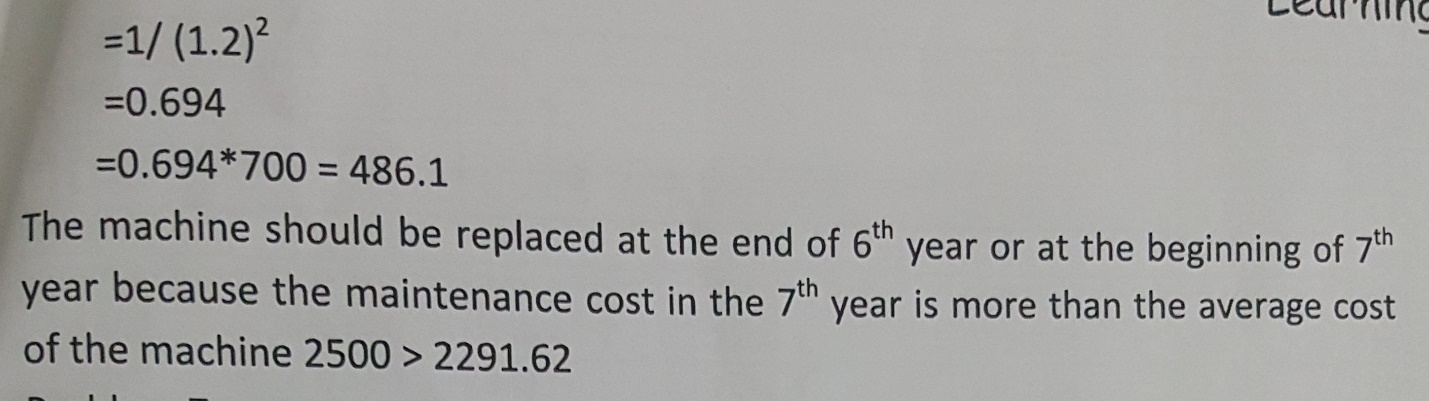 Learning
=1/ (1.2)²
=0.694
=0.694*700 = 486.1
The machine should be replaced at the end of 6th year or at the beginning of 7th
year because the maintenance cost in the 7th year is more than the average cost
of the machine 2500 > 2291.62